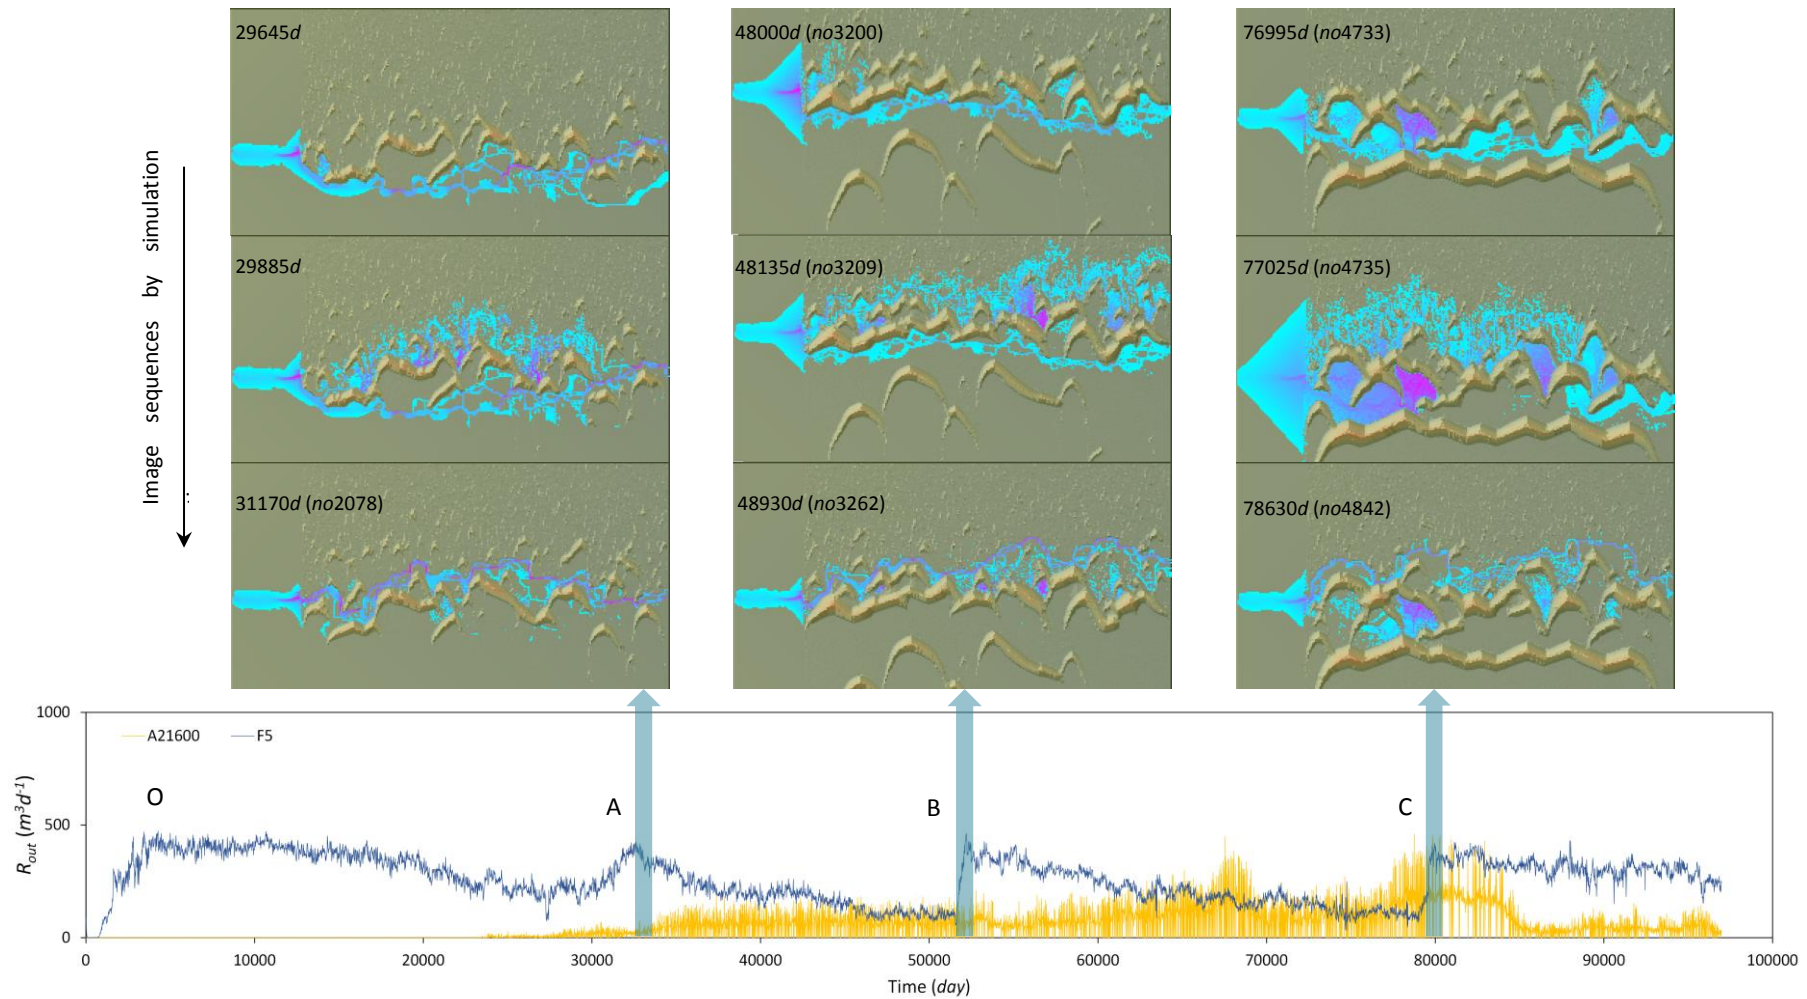 29645d
48000d (no3200)
76995d (no4733)
29885d
48135d (no3209)
77025d (no4735)
31170d (no2078)
48930d (no3262)
78630d (no4842)
Image sequences by simulation
:
1000
500
0
R_out (m³d⁻¹)
A21600
F5
O
A
B
C
0
10000
20000
30000
40000
50000
60000
70000
80000
90000
100000
Time (day)